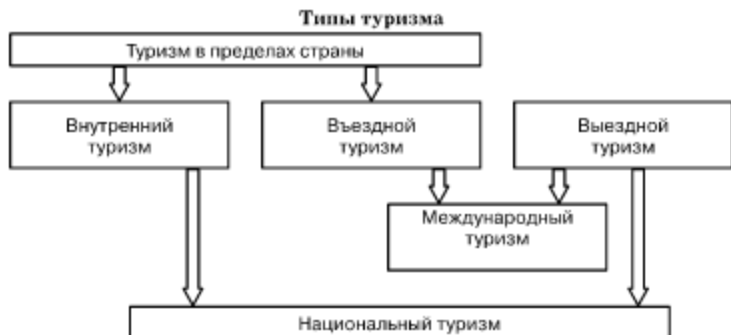 Типы туризма
Туризм в пределах страны
Внутренний
туризм
Въездной
туризм
Выездной
туризм
Международный
туризм
Национальный туризм